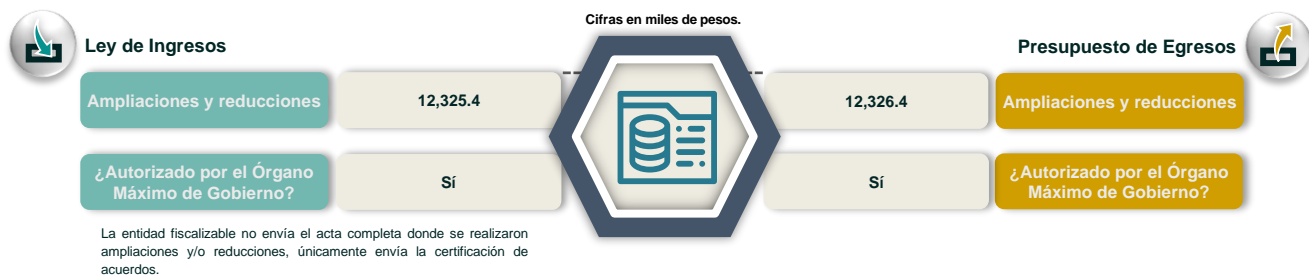 Cifras en miles de pesos.
Ley de Ingresos
Presupuesto de Egresos
Ampliaciones y reducciones
12,325.4
12,326.4
Ampliaciones y reducciones
¿Autorizado por el Órgano
Máximo de Gobierno?
Sí
Sí
¿Autorizado por el Órgano
Máximo de Gobierno?
La entidad fiscalizable no envía el acta completa donde se realizaron
ampliaciones y/o reducciones, únicamente envía la certificación de
acuerdos.